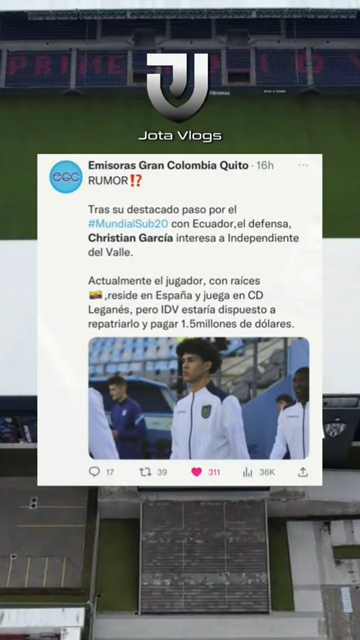 PRIME
Jota Vlogs
Emisoras Gran Colombia Quito · 16h
RUMOR⁉️
Tras su destacado paso por el
#MundialSub20 con Ecuador,el defensa,
Christian García interesa a Independiente
del Valle.
Actualmente el jugador, con raíces
🇪🇨 ,reside en España y juega en CD
Leganés, pero IDV estaría dispuesto a
repatriarlo y pagar 1.5millones de dólares.
17 39 311 36K